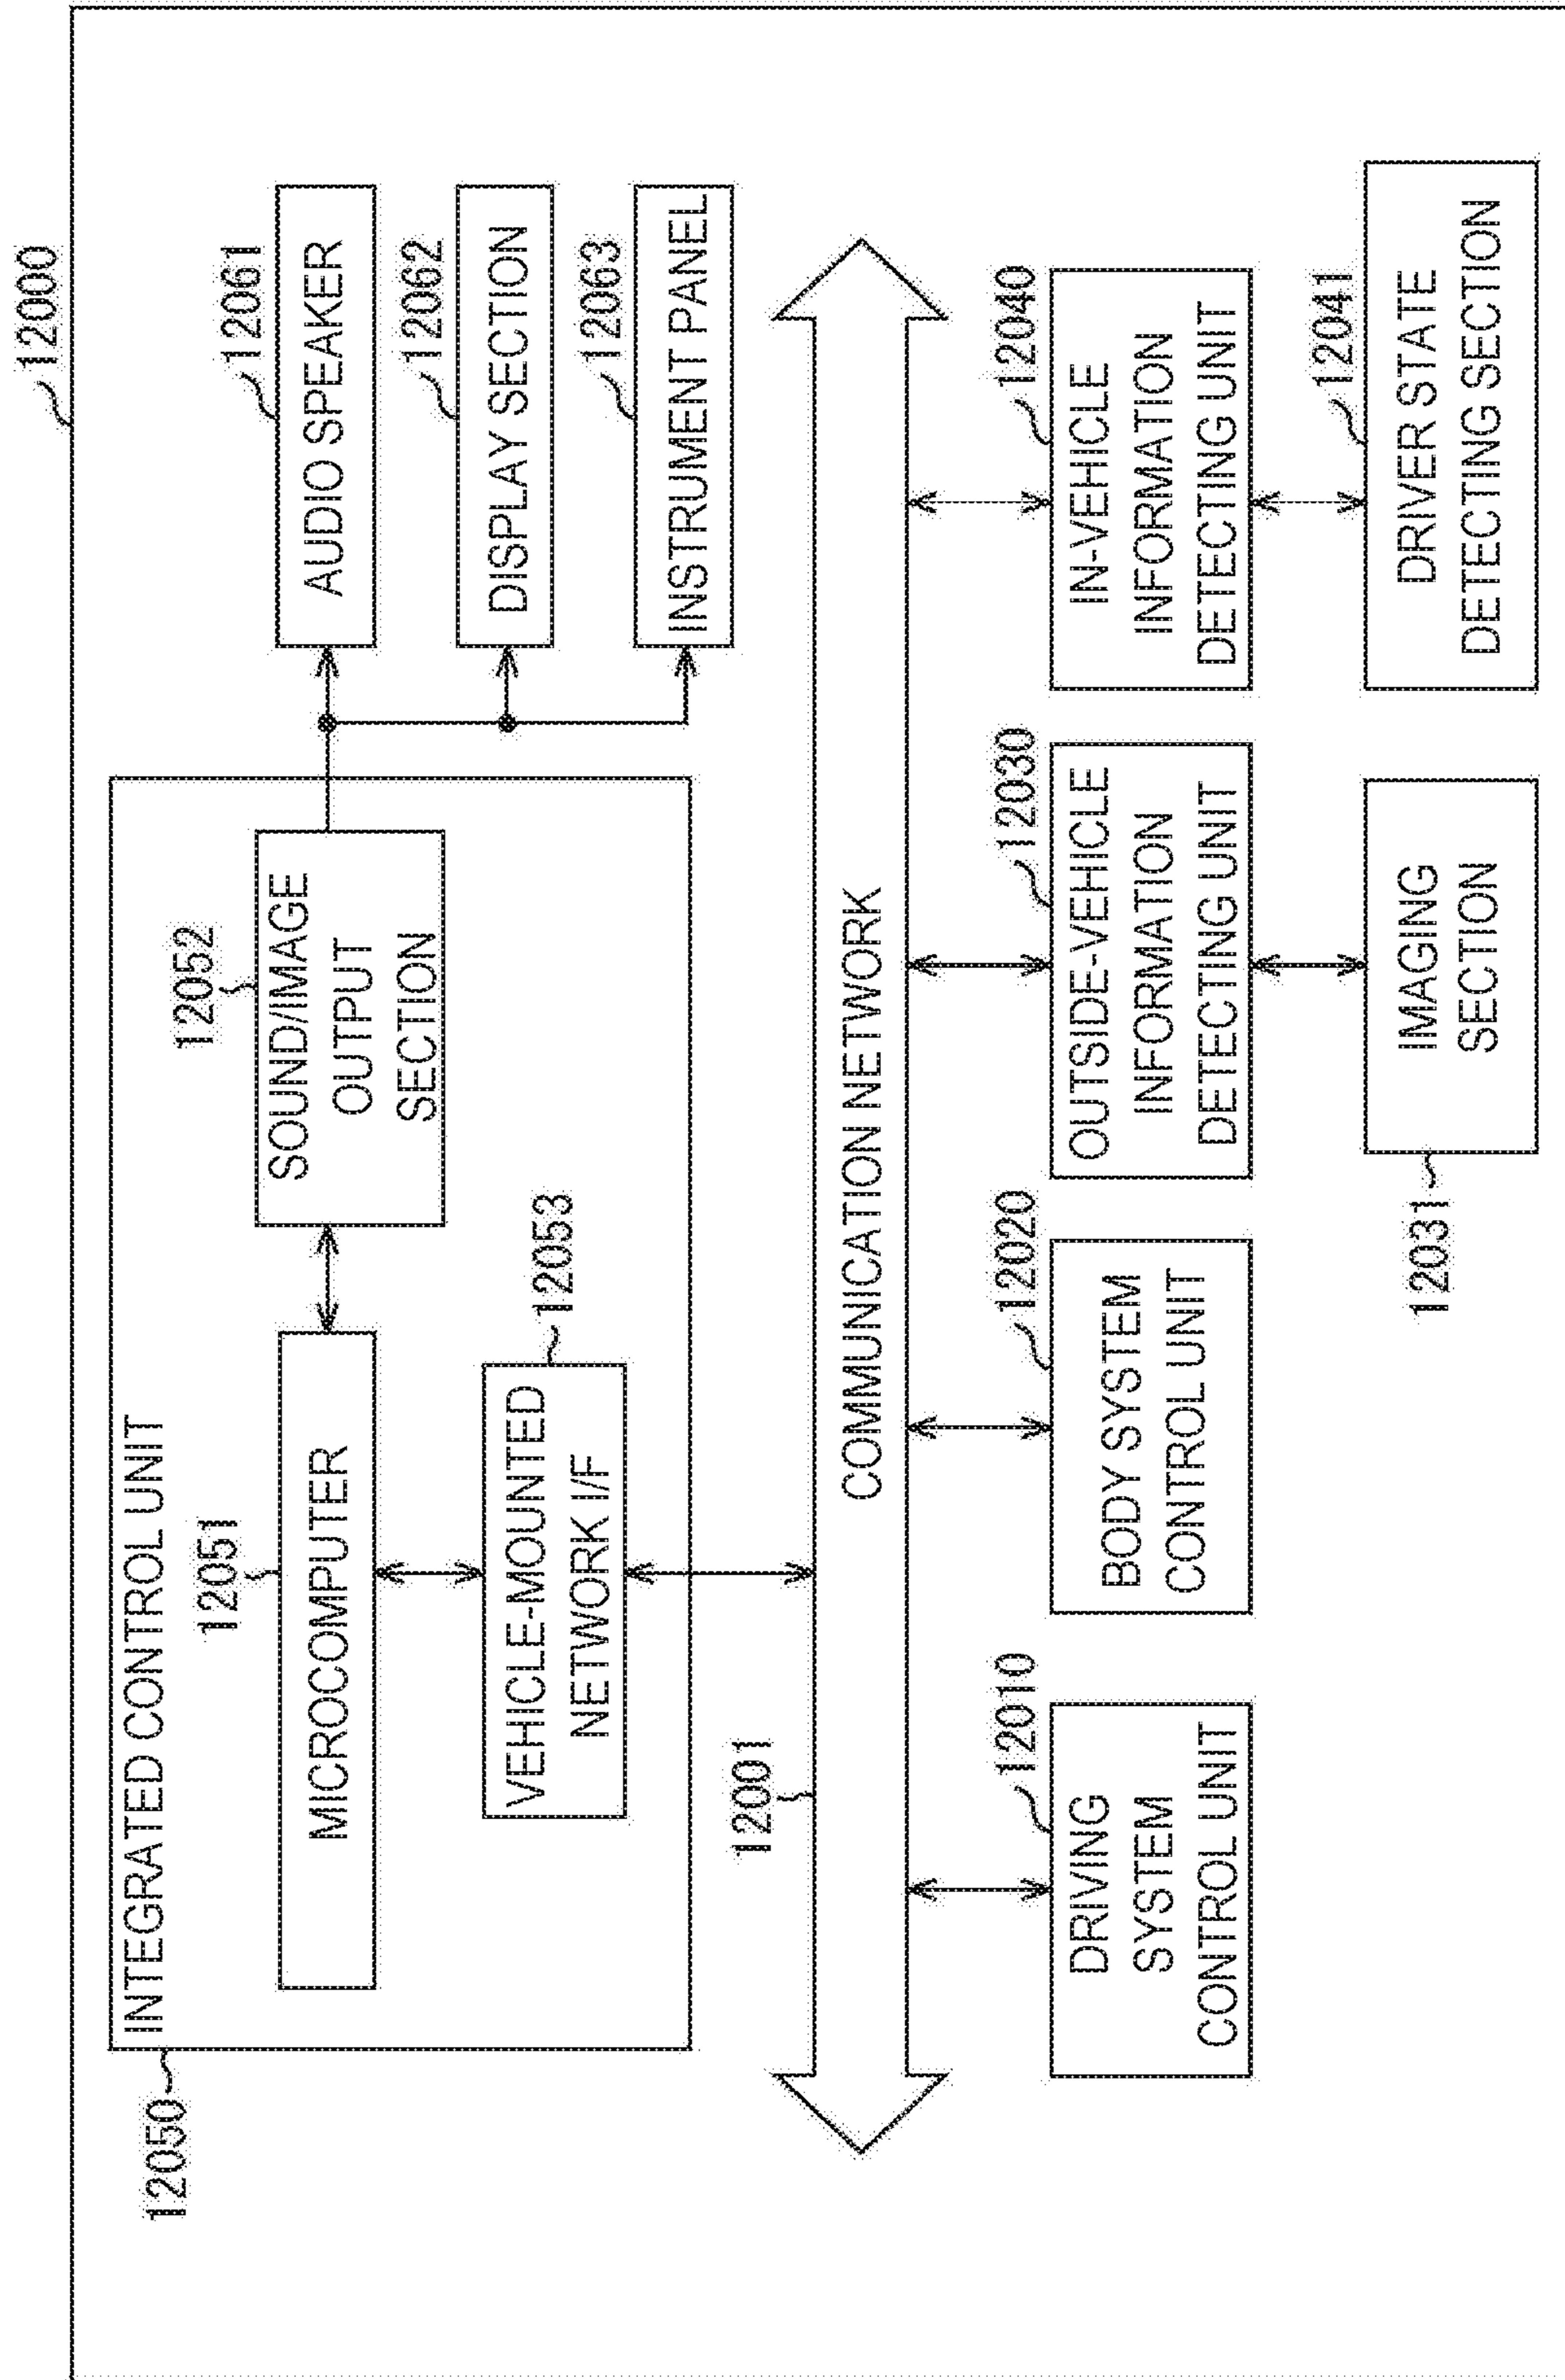 12000
12050
INTEGRATED CONTROL UNIT
12051
MICROCOMPUTER
12052
SOUND/IMAGE
OUTPUT
SECTION
12053
VEHICLE-MOUNTED
NETWORK I/F
12061
AUDIO SPEAKER
12062
DISPLAY SECTION
12063
INSTRUMENT PANEL
12001
COMMUNICATION NETWORK
12010
DRIVING
SYSTEM
CONTROL UNIT
12020
BODY SYSTEM
CONTROL UNIT
12030
OUTSIDE-VEHICLE
INFORMATION
DETECTING UNIT
12040
IN-VEHICLE
INFORMATION
DETECTING UNIT
12031
IMAGING
SECTION
12041
DRIVER STATE
DETECTING SECTION